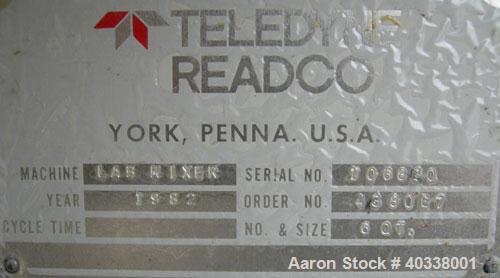 TELEDYNE
READCO
YORK, PENNA. U.S.A.
MACHINE LAB MIXER SERIAL NO.
YEAR 1982 ORDER NO.
CYCLE TIME NO. & SIZE 6 QT.
Aaron Stock # 40338001